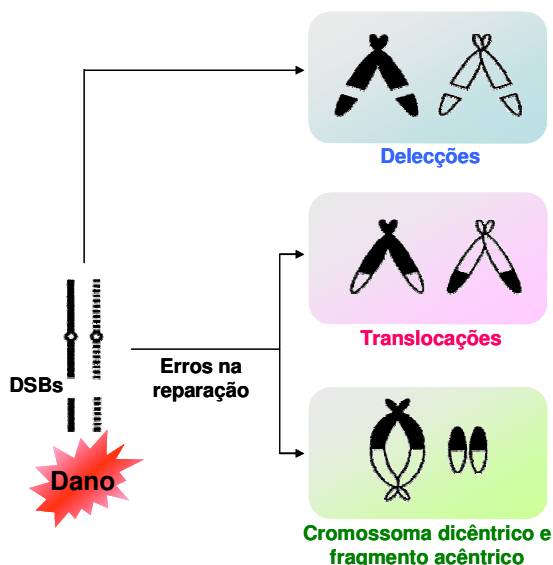 Delecções
Translocações
DSBs
Erros na
reparação
Dano
Cromossoma dicêntrico e
fragmento acêntrico